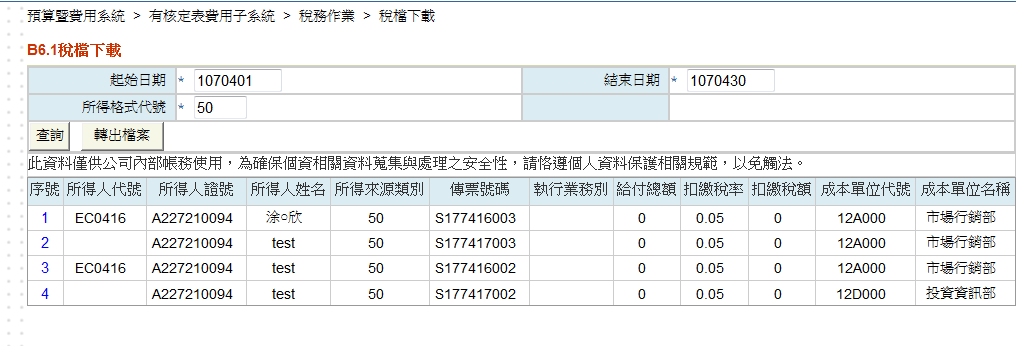 預算暨費用系統 > 有核定表費用子系統 > 稅務作業 > 稅檔下載
B6.1稅檔下載
起始日期 * 1070401 結束日期 * 1070430
所得格式代號 * 50
查詢 轉出檔案
此資料僅供公司內部帳務使用，為確保個資相關資料蒐集與處理之安全性，請恪遵個人資料保護相關規範，以免觸法。
序號 所得人代號 所得人證號 所得人姓名 所得來源類別 傳票號碼 執行業務別 給付總額 扣繳稅率 扣繳稅額 成本單位代號 成本單位名稱
1 EC0416 A227210094 涂○欣 50 S177416003 0 0.05 0 12A000 市場行銷部
2 A227210094 test 50 S177417003 0 0.05 0 12A000 市場行銷部
3 EC0416 A227210094 test 50 S177416002 0 0.05 0 12A000 市場行銷部
4 A227210094 test 50 S177417002 0 0.05 0 12D000 投資資訊部